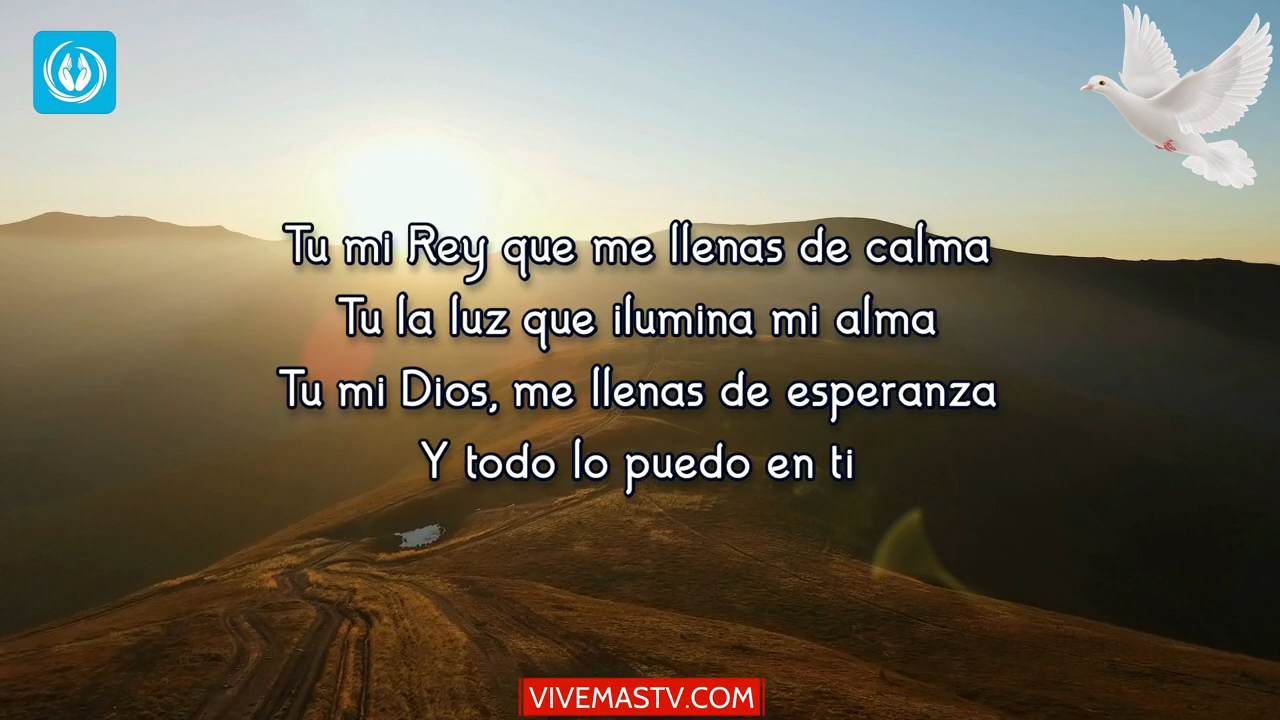 Tu mi Rey que me llenas de calma
Tu la luz que ilumina mi alma
Tu mi Dios, me llenas de esperanza
Y todo lo puedo en ti
VIVEMASTV.COM